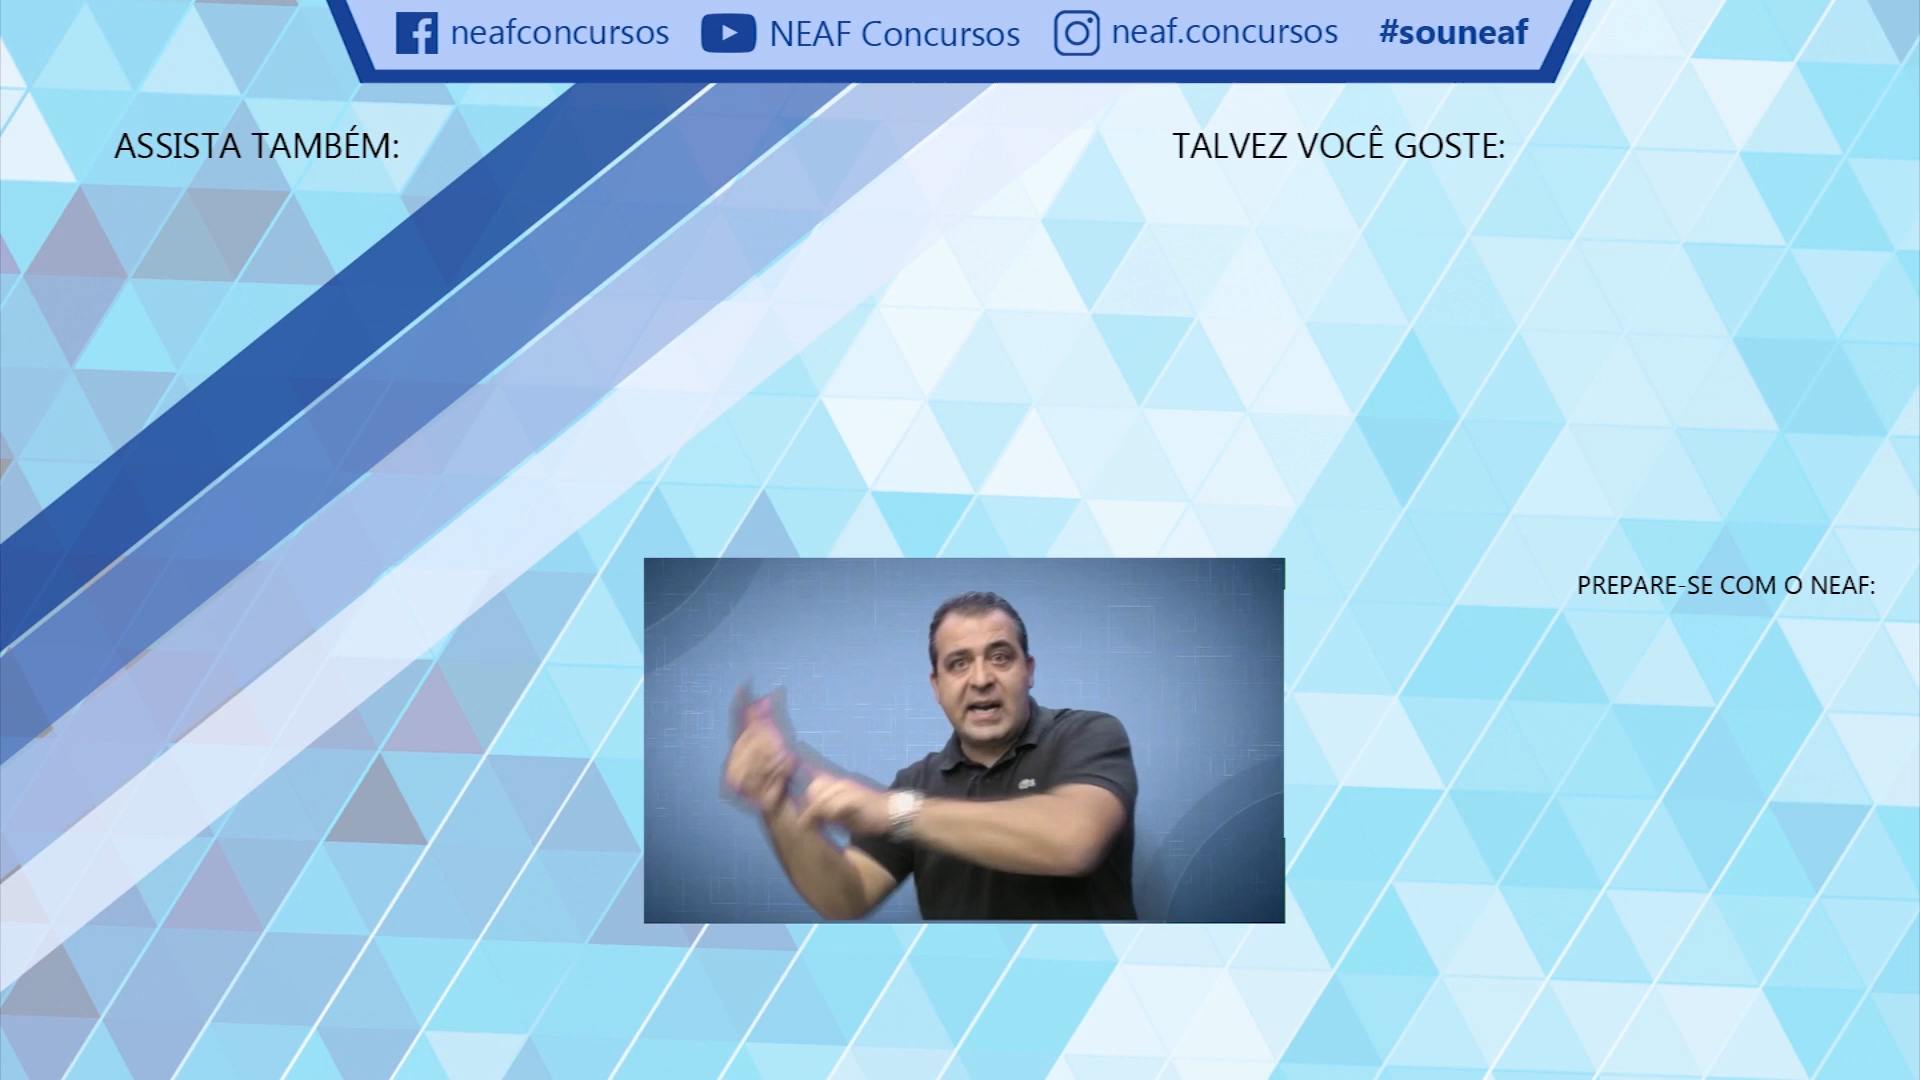 neafconcursos NEAF Concursos neaf.concursos #souneaf
ASSISTA TAMBÉM:
TALVEZ VOCÊ GOSTE:
PREPARE-SE COM O NEAF: